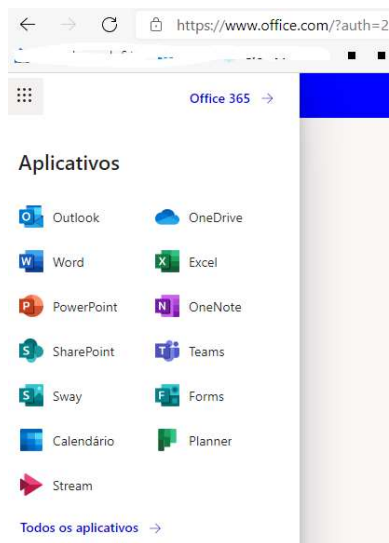 https://www.office.com/?auth=2
Office 365 →
Aplicativos
Outlook
OneDrive
Word
Excel
PowerPoint
OneNote
SharePoint
Teams
Sway
Forms
Calendário
Planner
Stream
Todos os aplicativos →